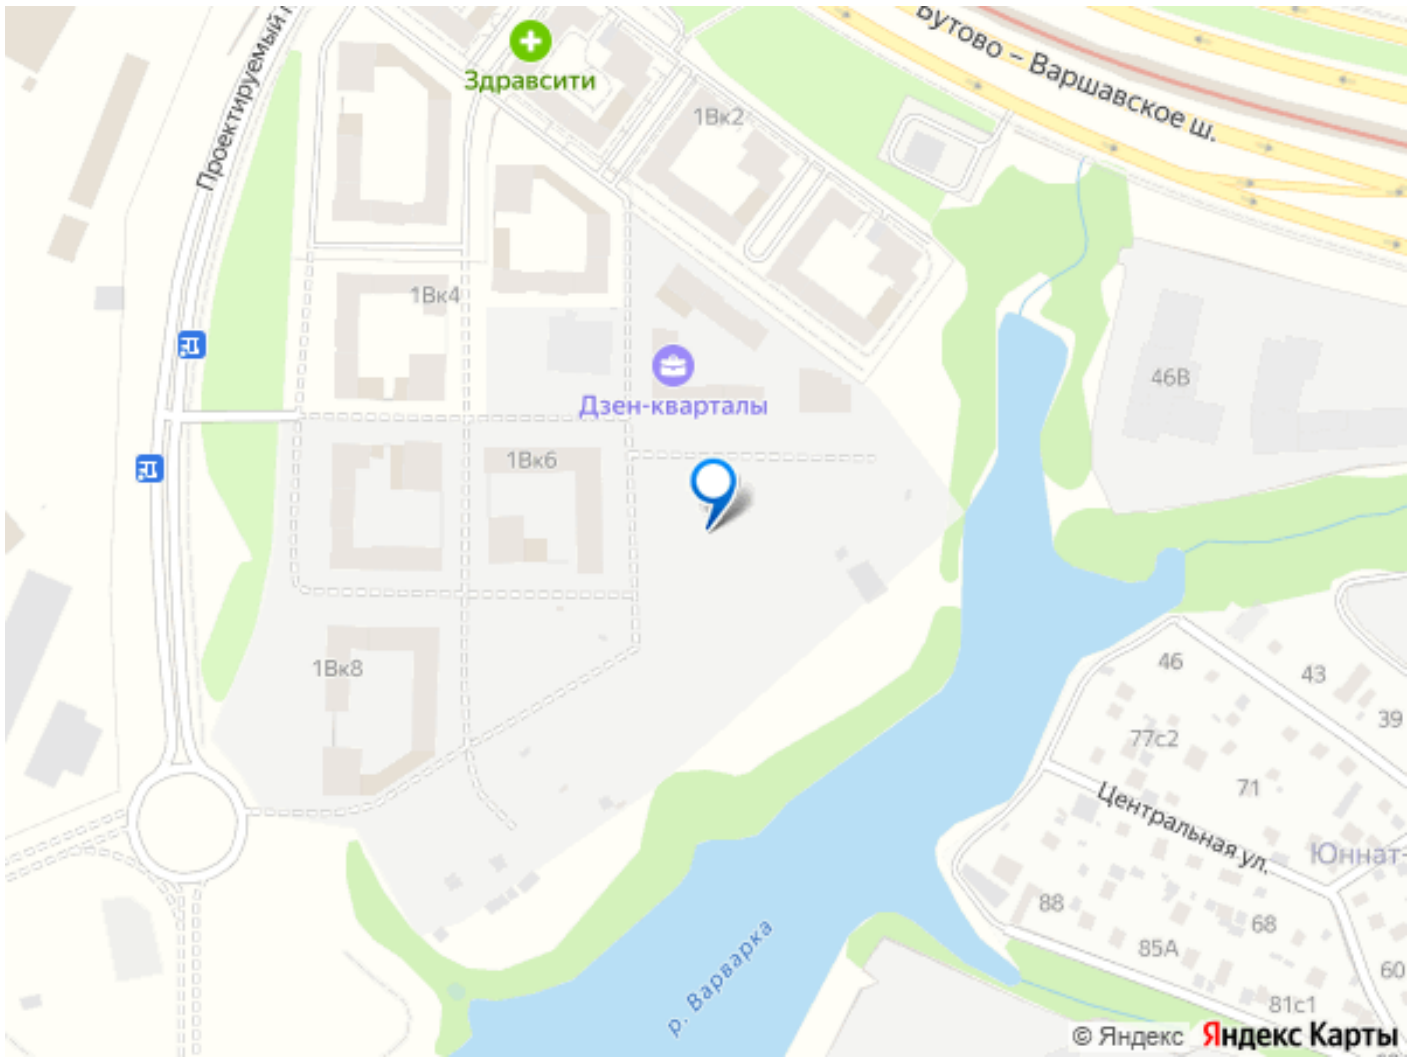 Проектируемый п
Здравсити
Бутово – Варшавское ш.
1Вк2
1Вк4
46В
Дзен-кварталы
1Вк6
1Вк8
46
43
39
77с2
71
Центральная ул.
Юннат-
88
68
85А
60
81с1
р. Варварка
© Яндекс Яндекс Карты